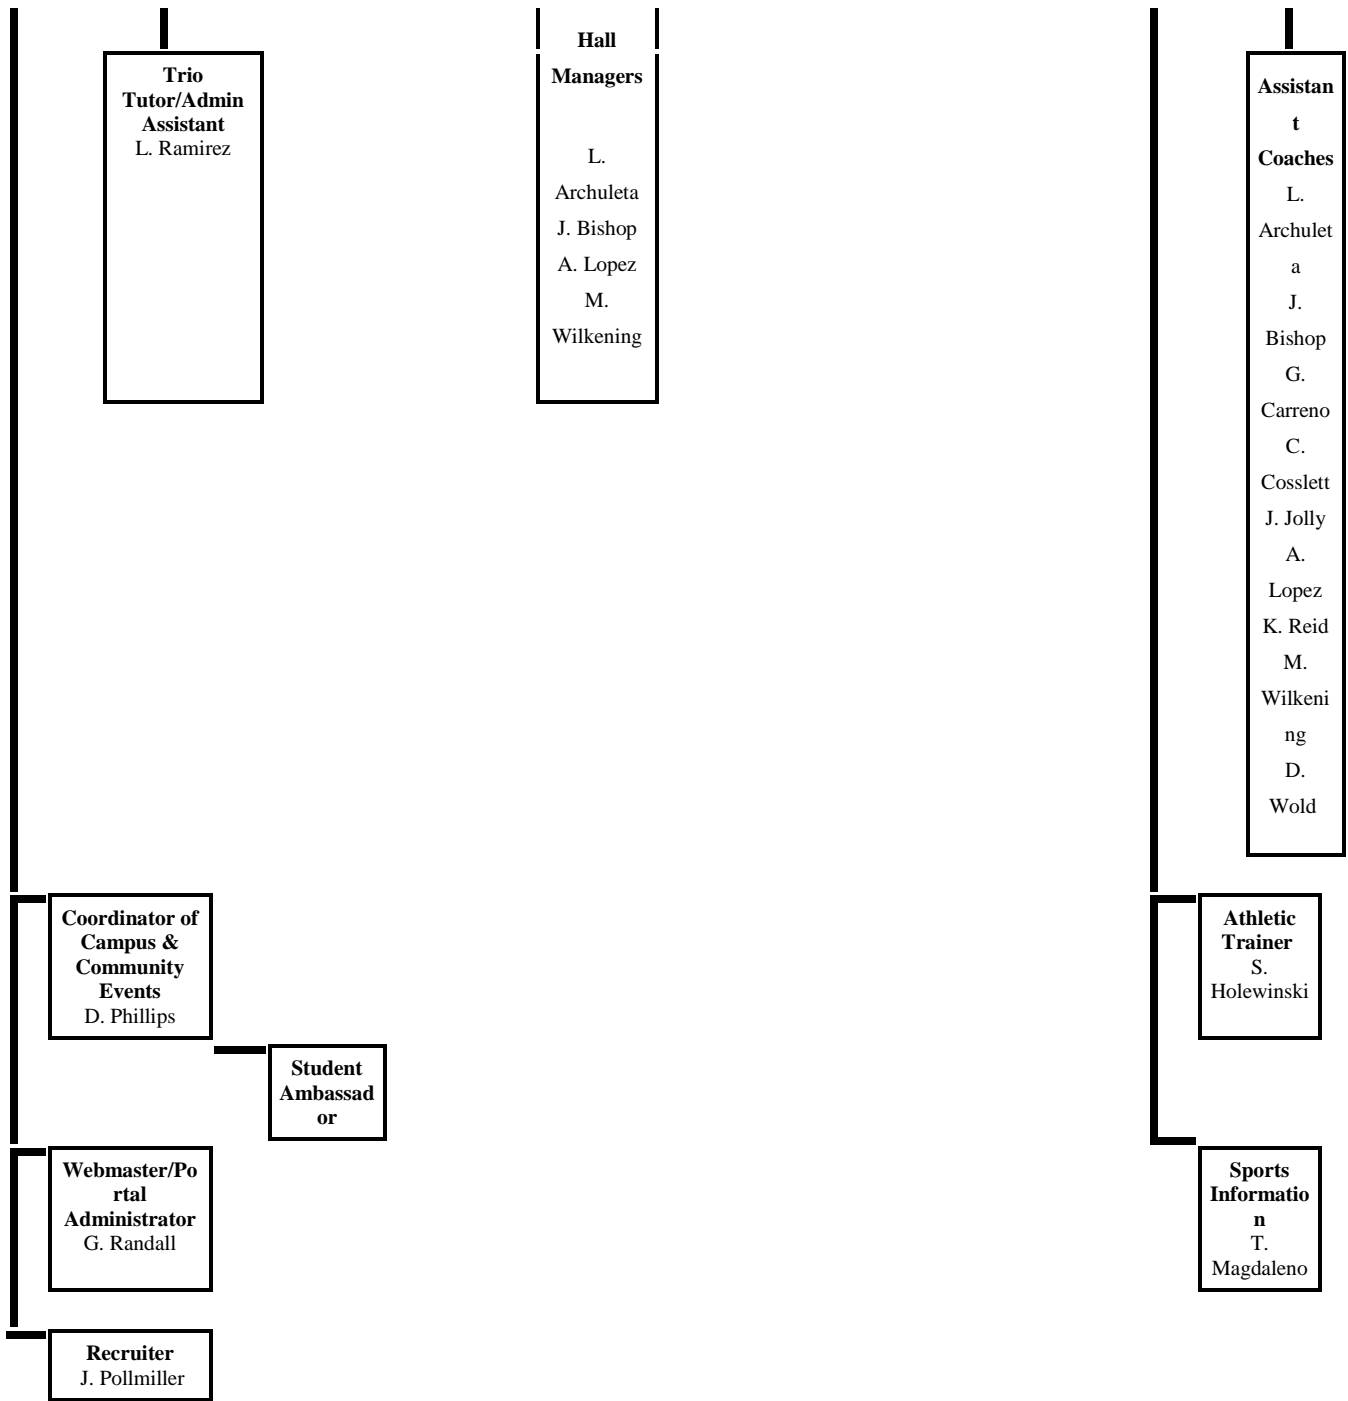 Hall
Managers
L.
Archuleta
J. Bishop
A. Lopez
M.
Wilkening
Trio
Tutor/Admin
Assistant
L. Ramirez
Assistan
t
Coaches
L.
Archulet
a
J.
Bishop
G.
Carreno
C.
Cosslett
J. Jolly
A.
Lopez
K. Reid
M.
Wilkeni
ng
D.
Wold
Coordinator of
Campus &
Community
Events
D. Phillips
Athletic
Trainer
S.
Holewinski
Student
Ambassad
or
Webmaster/Po
rtal
Administrator
G. Randall
Sports
Informatio
n
T.
Magdaleno
Recruiter
J. Pollmiller